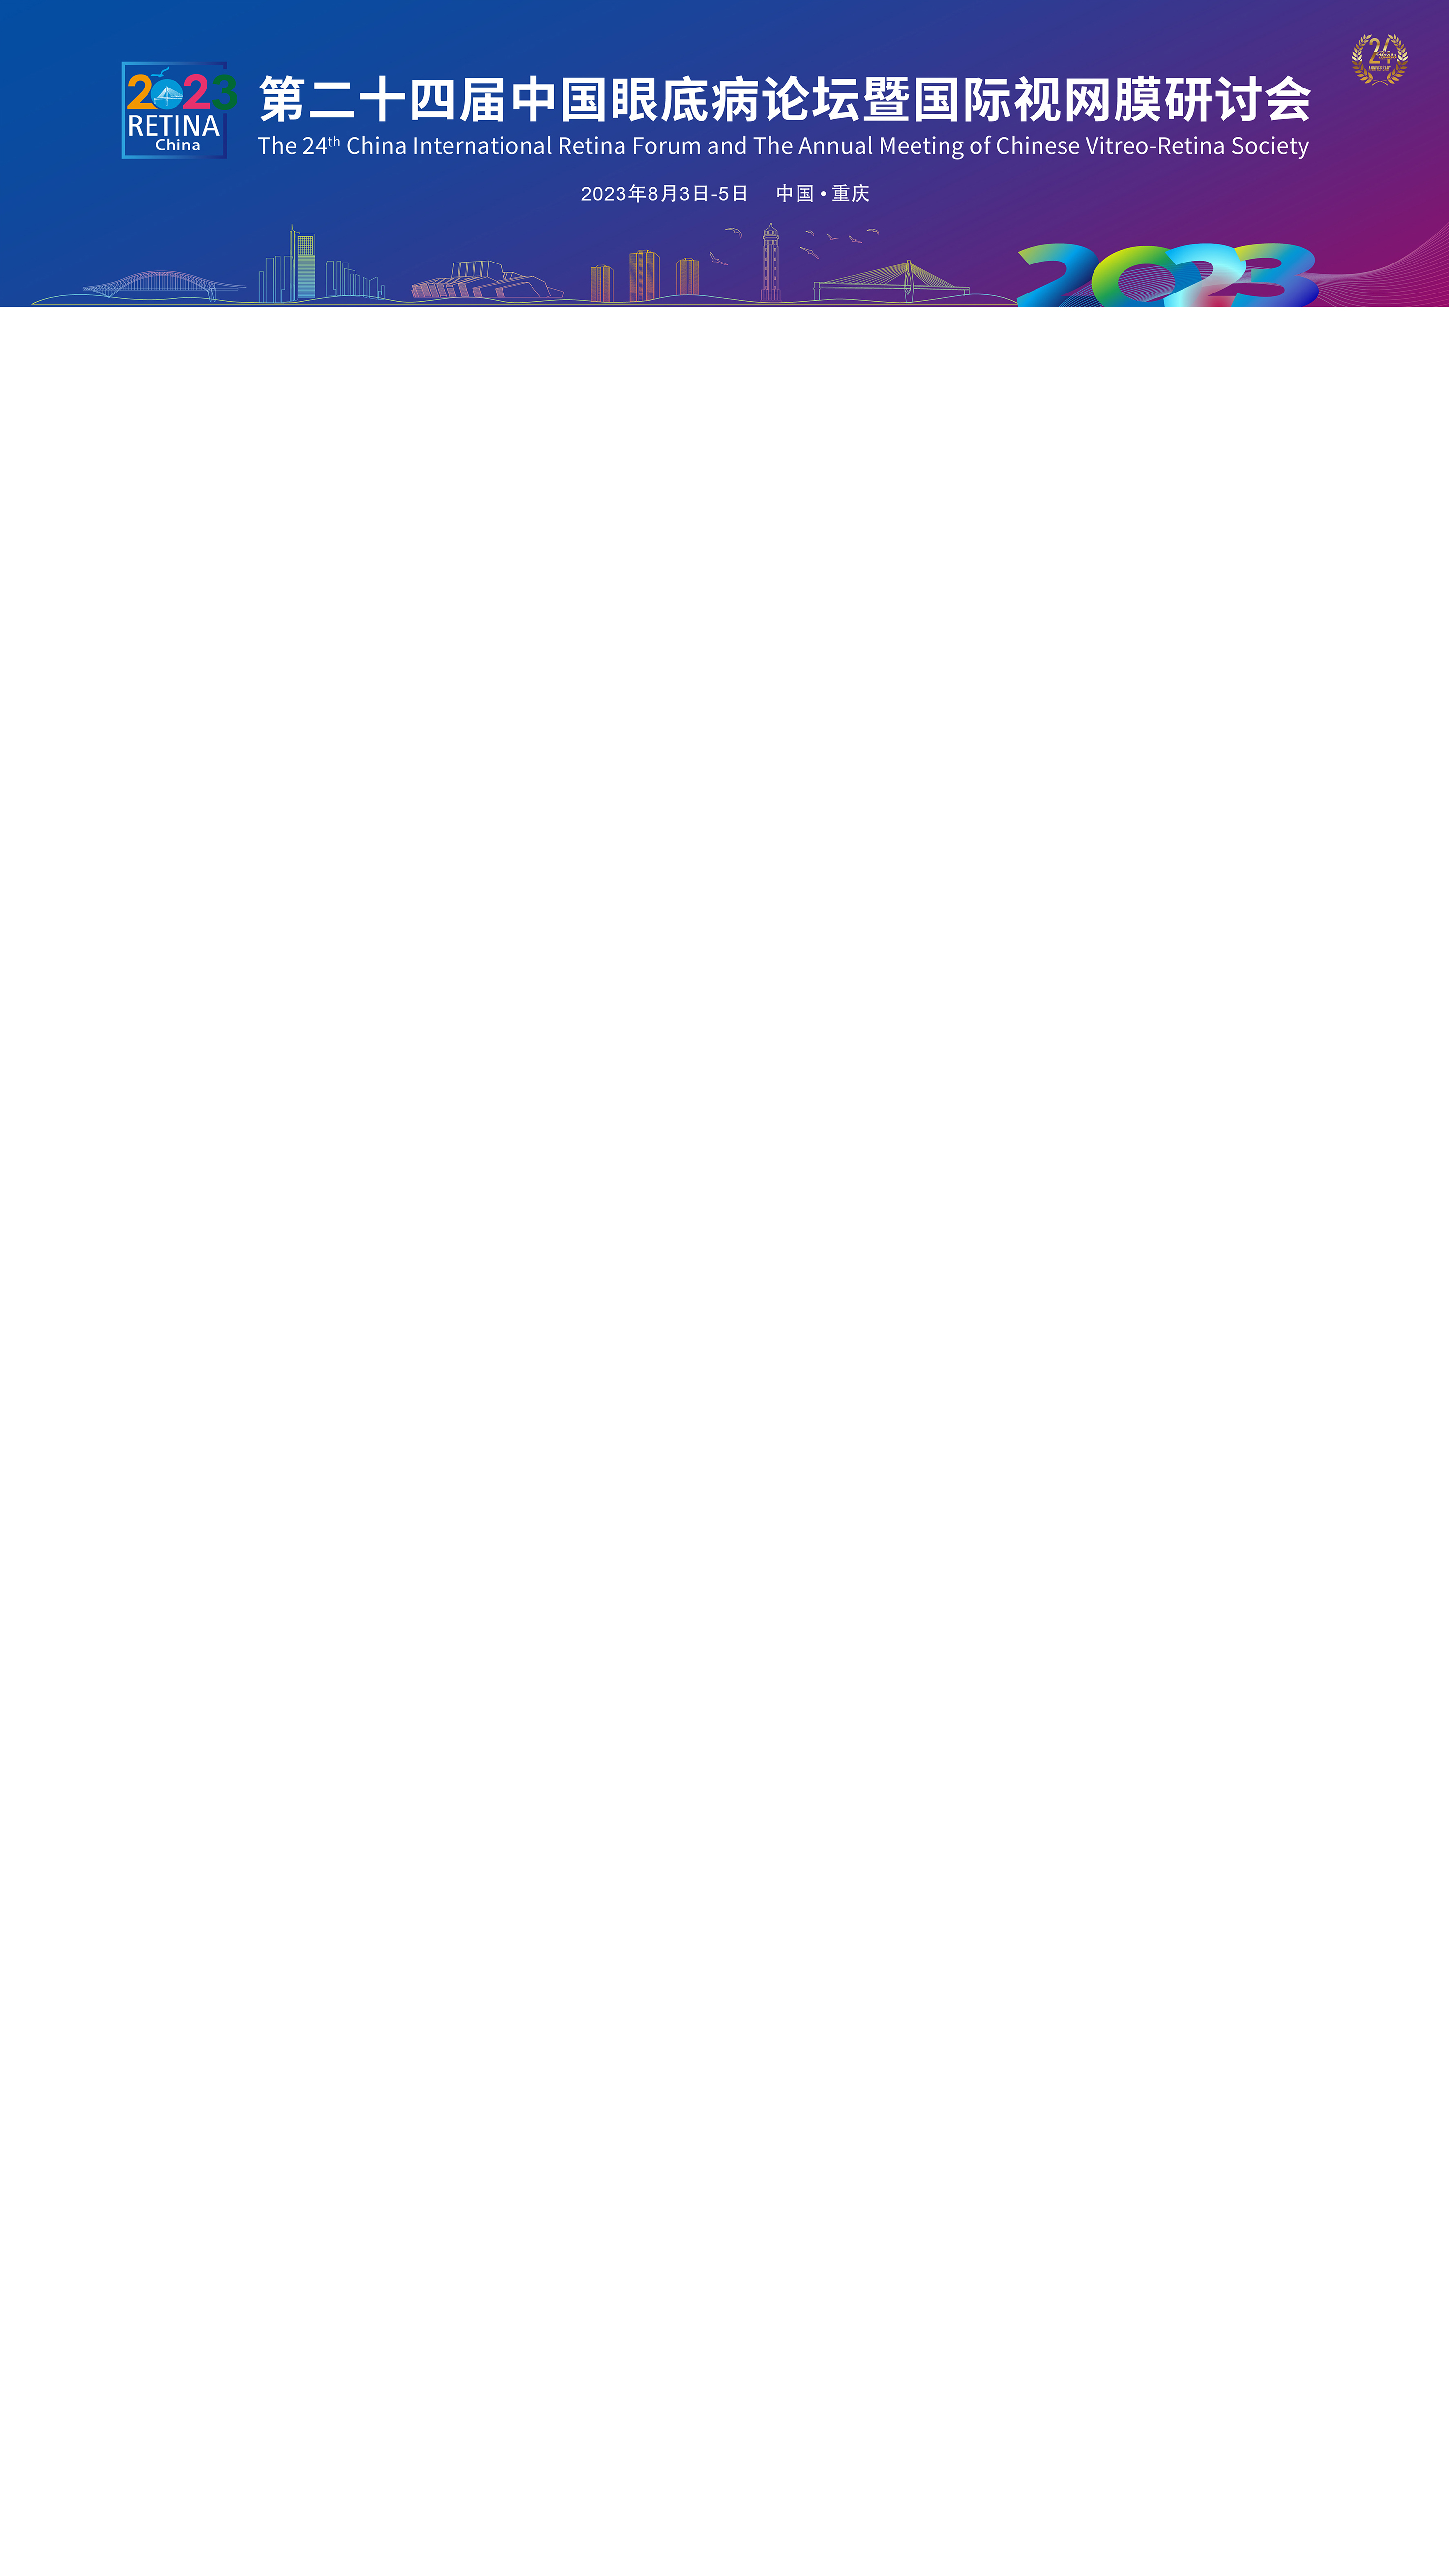 2023
RETINA
China
第二十四届中国眼底病论坛暨国际视网膜研讨会
The 24th China International Retina Forum and The Annual Meeting of Chinese Vitreo-Retina Society
2023年8月3日-5日 中国•重庆
24
ANNIVERSARY
2023